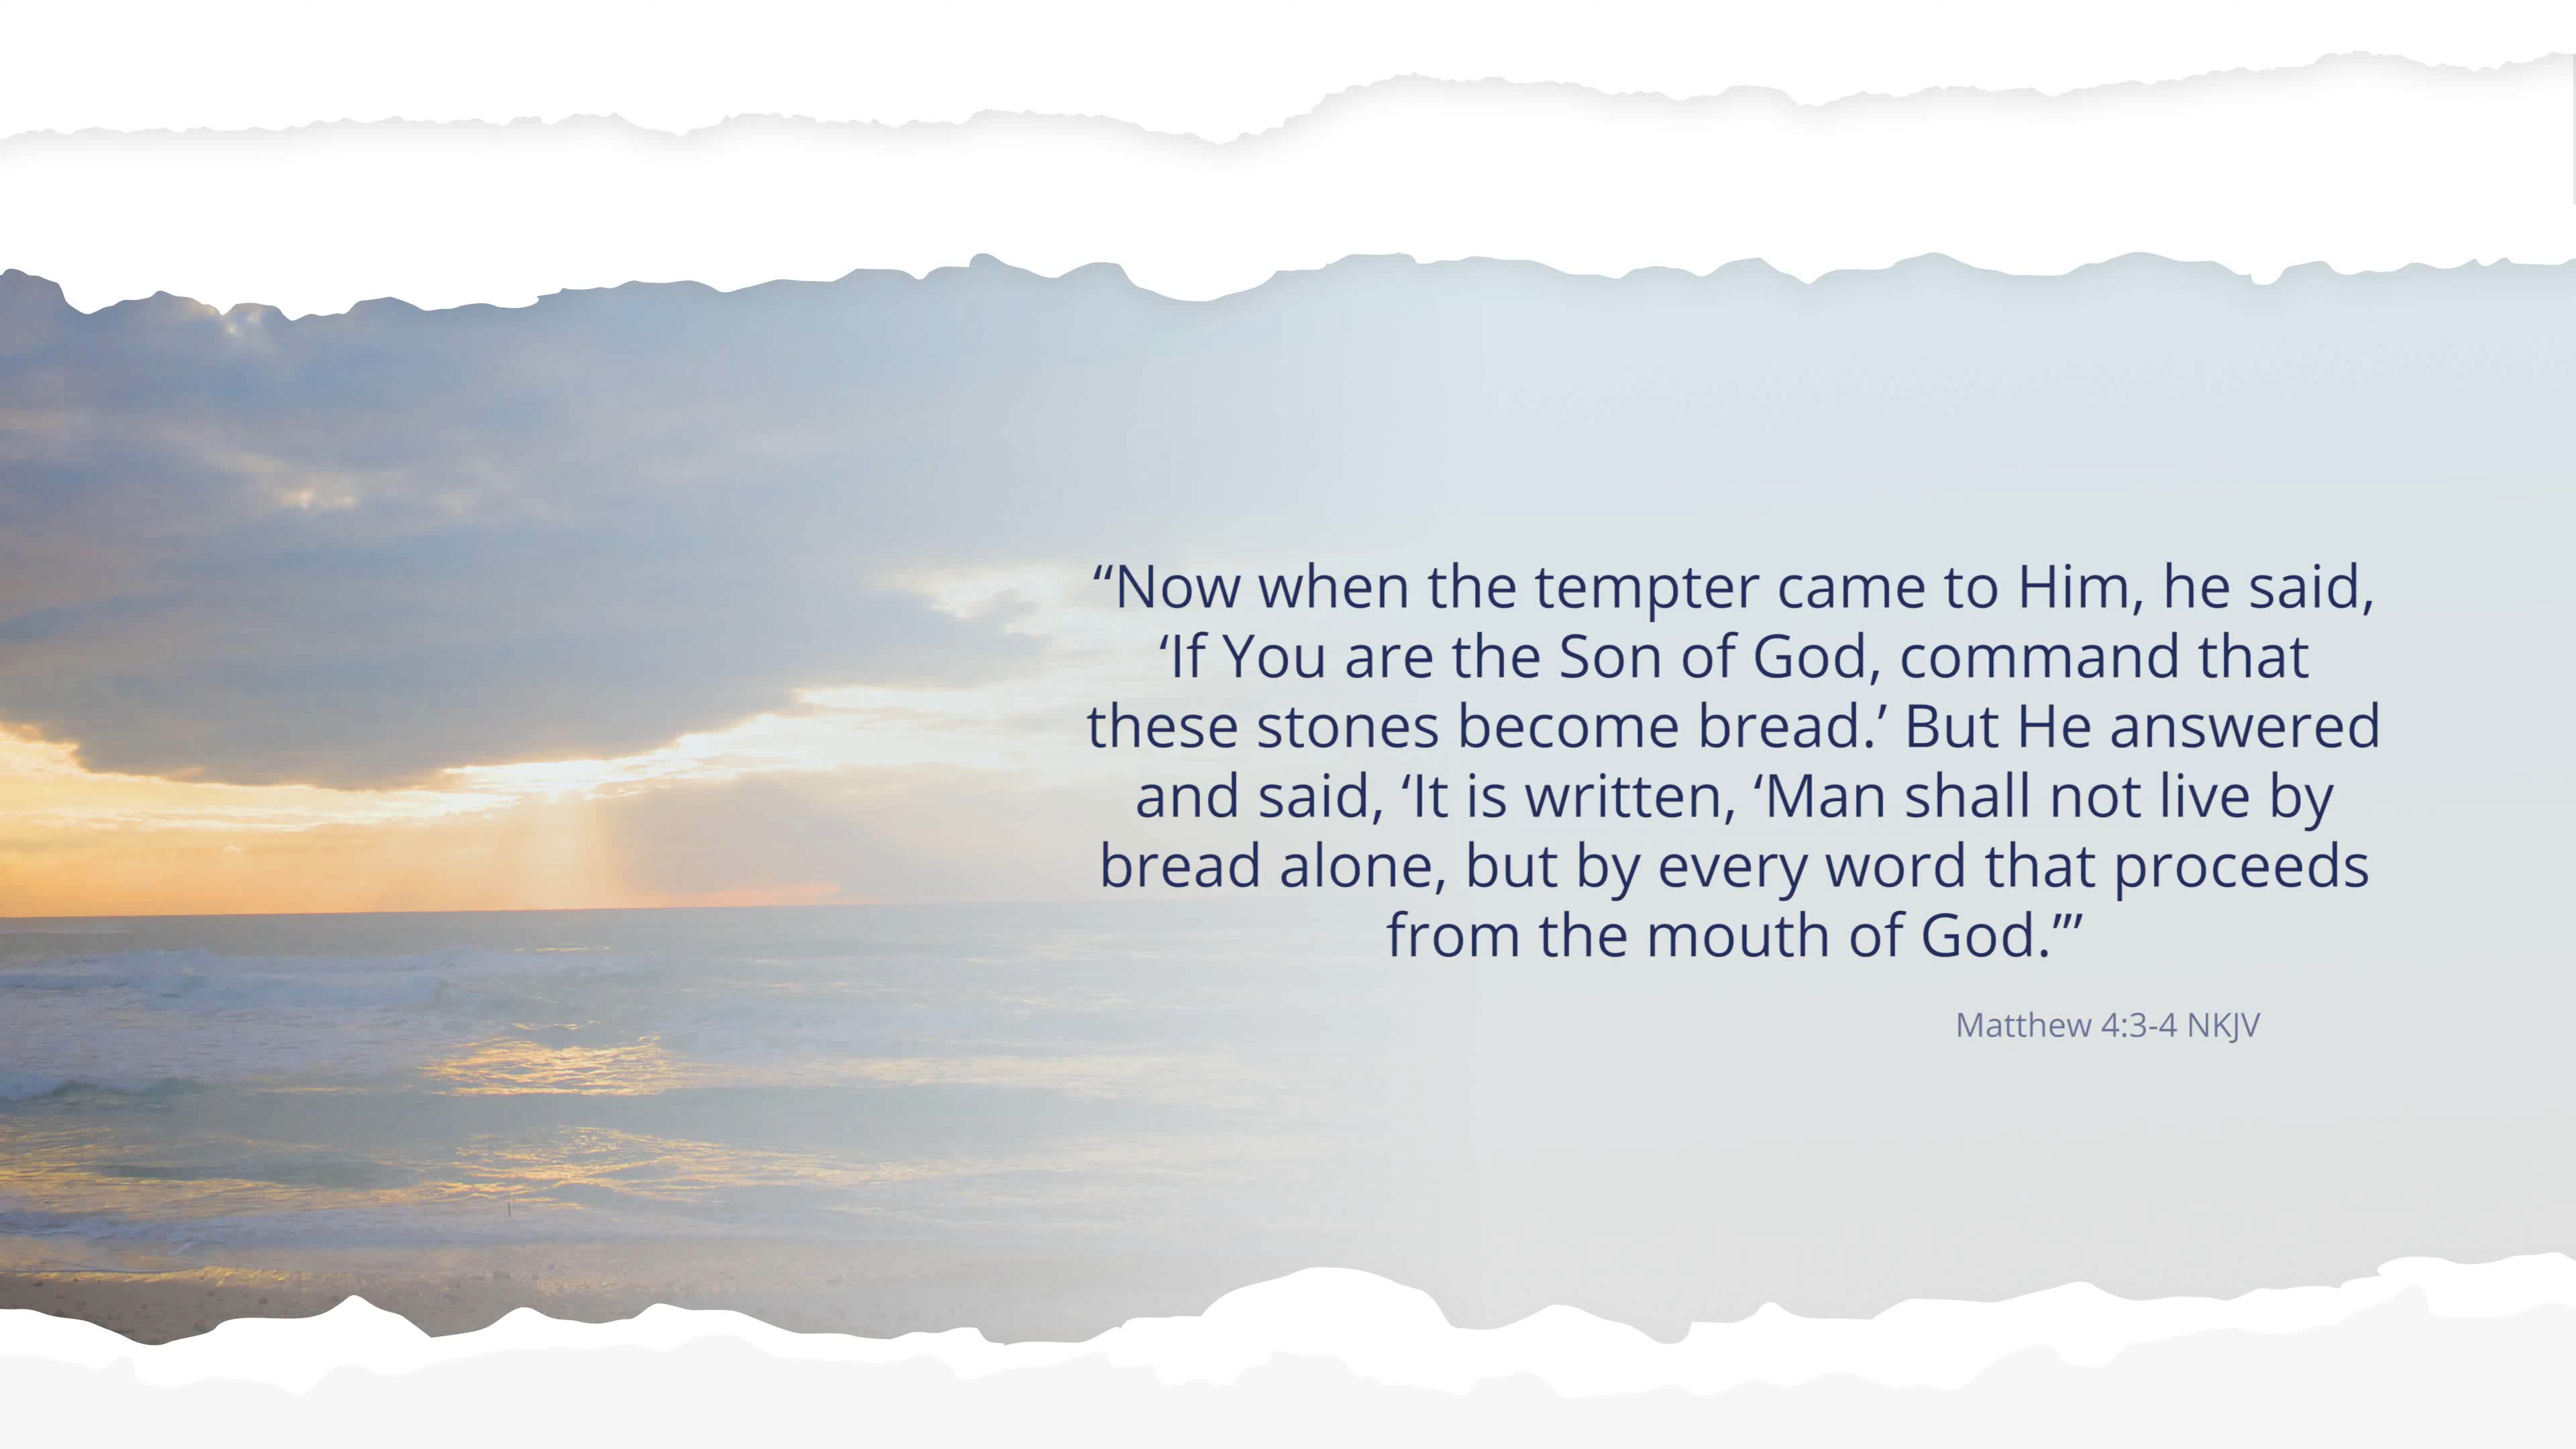 “Now when the tempter came to Him, he said,
‘If You are the Son of God, command that
these stones become bread.’ But He answered
and said, ‘It is written, ‘Man shall not live by
bread alone, but by every word that proceeds
from the mouth of God.’”’
Matthew 4:3-4 NKJV